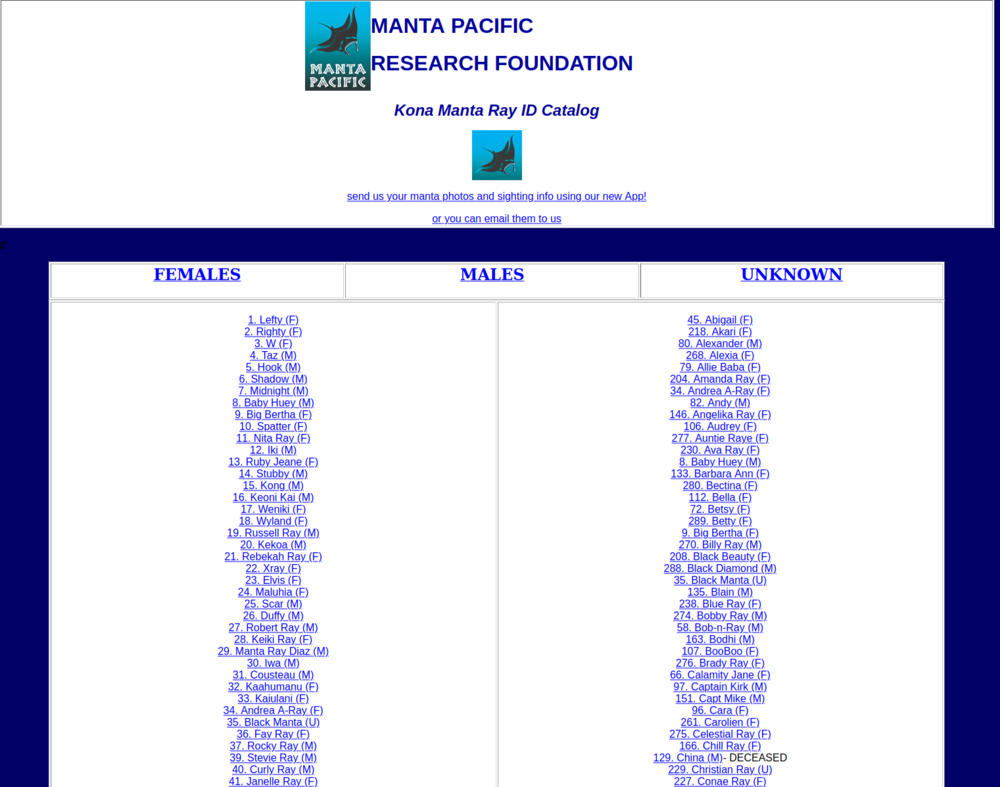 MANTA PACIFIC
MANTA PACIFIC
RESEARCH FOUNDATION
Kona Manta Ray ID Catalog
send us your manta photos and sighting info using our new App!
or you can email them to us
FEMALES
MALES
UNKNOWN
1. Lefty (F)
2. Righty (F)
3. W (F)
4. Taz (M)
5. Hook (M)
6. Shadow (M)
7. Midnight (M)
8. Baby Huey (M)
9. Big Bertha (F)
10. Spatter (F)
11. Nita Ray (F)
12. Iki (M)
13. Ruby Jeane (F)
14. Stubby (M)
15. Kong (M)
16. Keoni Kai (M)
17. Weniki (F)
18. Wyland (F)
19. Russell Ray (M)
20. Kekoa (M)
21. Rebekah Ray (F)
22. Xray (F)
23. Elvis (F)
24. Maluhia (F)
25. Scar (M)
26. Duffy (M)
27. Robert Ray (M)
28. Keiki Ray (F)
29. Manta Ray Diaz (M)
30. Iwa (M)
31. Cousteau (M)
32. Kaahumanu (F)
33. Kaiulani (F)
34. Andrea A-Ray (F)
35. Black Manta (U)
36. Fay Ray (F)
37. Rocky Ray (M)
39. Stevie Ray (M)
40. Curly Ray (M)
41. Janelle Ray (F)
45. Abigail (F)
218. Akari (F)
80. Alexander (M)
268. Alexia (F)
79. Allie Baba (F)
204. Amanda Ray (F)
34. Andrea A-Ray (F)
82. Andy (M)
146. Angelika Ray (F)
106. Audrey (F)
277. Auntie Raye (F)
230. Ava Ray (F)
8. Baby Huey (M)
133. Barbara Ann (F)
280. Bectina (F)
112. Bella (F)
72. Betsy (F)
289. Betty (F)
9. Big Bertha (F)
270. Billy Ray (M)
208. Black Beauty (F)
288. Black Diamond (M)
35. Black Manta (U)
135. Blain (M)
238. Blue Ray (F)
274. Bobby Ray (M)
58. Bob-n-Ray (M)
163. Bodhi (M)
107. BooBoo (F)
276. Brady Ray (F)
66. Calamity Jane (F)
97. Captain Kirk (M)
151. Capt Mike (M)
96. Cara (F)
261. Carolien (F)
275. Celestial Ray (F)
166. Chill Ray (F)
129. China (M)- DECEASED
229. Christian Ray (U)
227. Conae Ray (F)